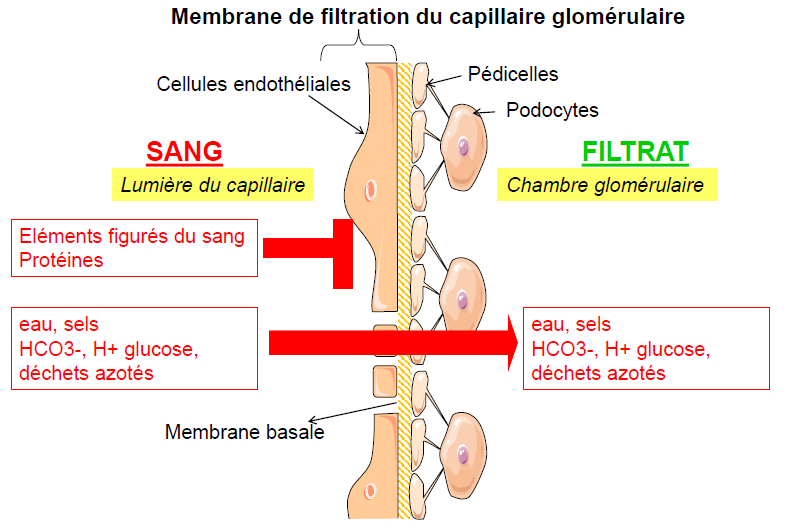 Membrane de filtration du capillaire glomérulaire
Cellules endothéliales
Pédicelles
Podocytes
SANG
FILTRAT
Lumière du capillaire
Chambre glomérulaire
Eléments figurés du sang
Protéines
eau, sels
HCO3-, H+ glucose,
déchets azotés
eau, sels
HCO3-, H+ glucose,
déchets azotés
Membrane basale